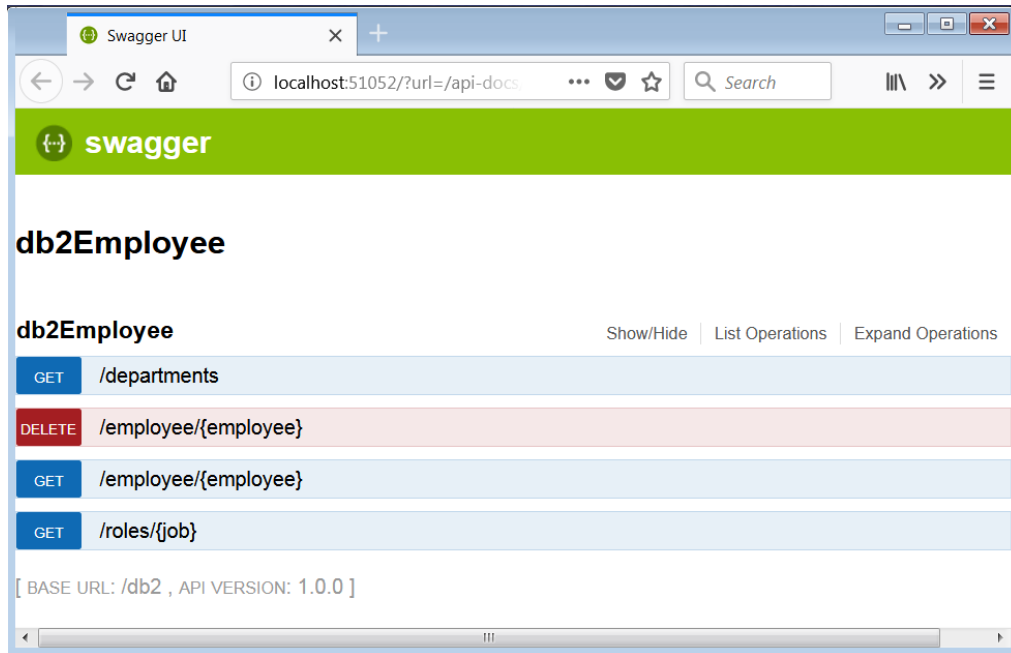 Swagger UI
localhost:51052/?url=/api-docs
Search
swagger
db2Employee
db2Employee Show/Hide List Operations Expand Operations
GET /departments
DELETE /employee/{employee}
GET /employee/{employee}
GET /roles/{job}
[ BASE URL: /db2 , API VERSION: 1.0.0 ]